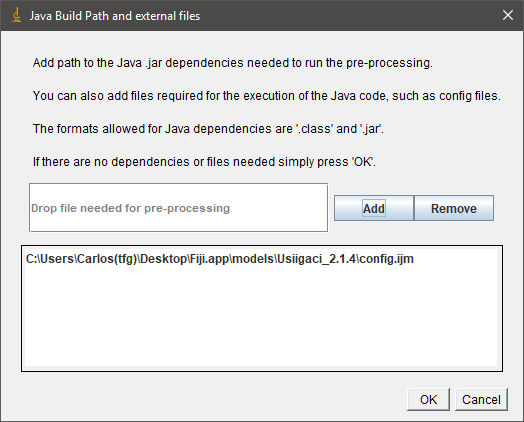 Java Build Path and external files
Add path to the Java .jar dependencies needed to run the pre-processing.
You can also add files required for the execution of the Java code, such as config files.
The formats allowed for Java dependencies are '.class' and '.jar'.
If there are no dependencies or files needed simply press 'OK'.
Drop file needed for pre-processing
Add
Remove
C:\Users\Carlos(tfg)\Desktop\Fiji.app\models\Usiigaci_2.1.4\config.ijm
OK
Cancel